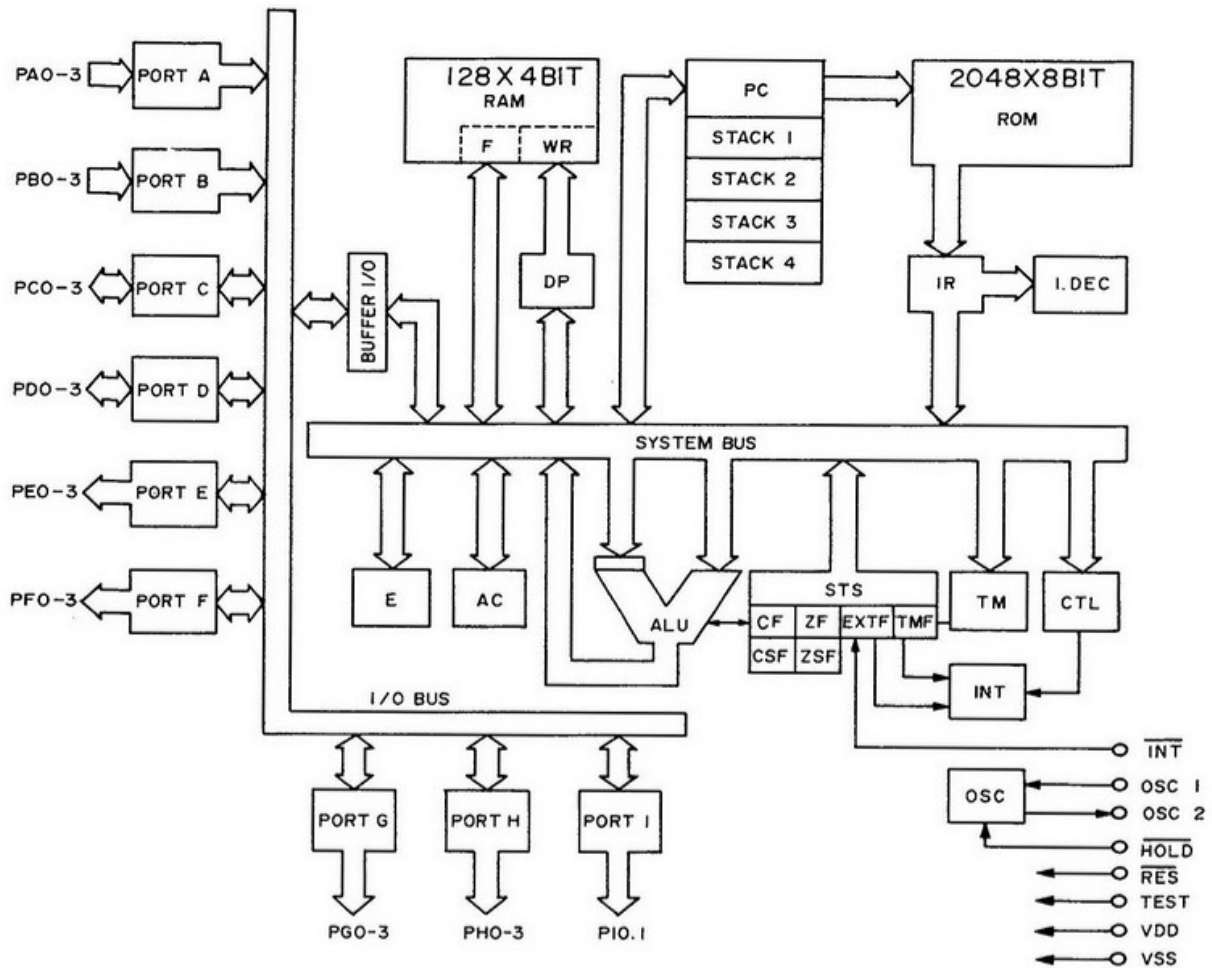 PA0-3
PORT A
128X4BIT
RAM
F
WR
PC
STACK 1
STACK 2
STACK 3
STACK 4
2048X8BIT
ROM
PB0-3
PORT B
PC0-3
PORT C
BUFFER I/O
DP
IR
I.DEC
PD0-3
PORT D
SYSTEM BUS
PE0-3
PORT E
PF0-3
PORT F
E
AC
ALU
STS
CF
ZF
EXTF
TMF
CSF
ZSF
TM
CTL
INT
I/O BUS
PORT G
PORT H
PORT I
PG0-3
PH0-3
PI0.1
OSC
INT
OSC 1
OSC 2
HOLD
RES
TEST
VDD
VSS